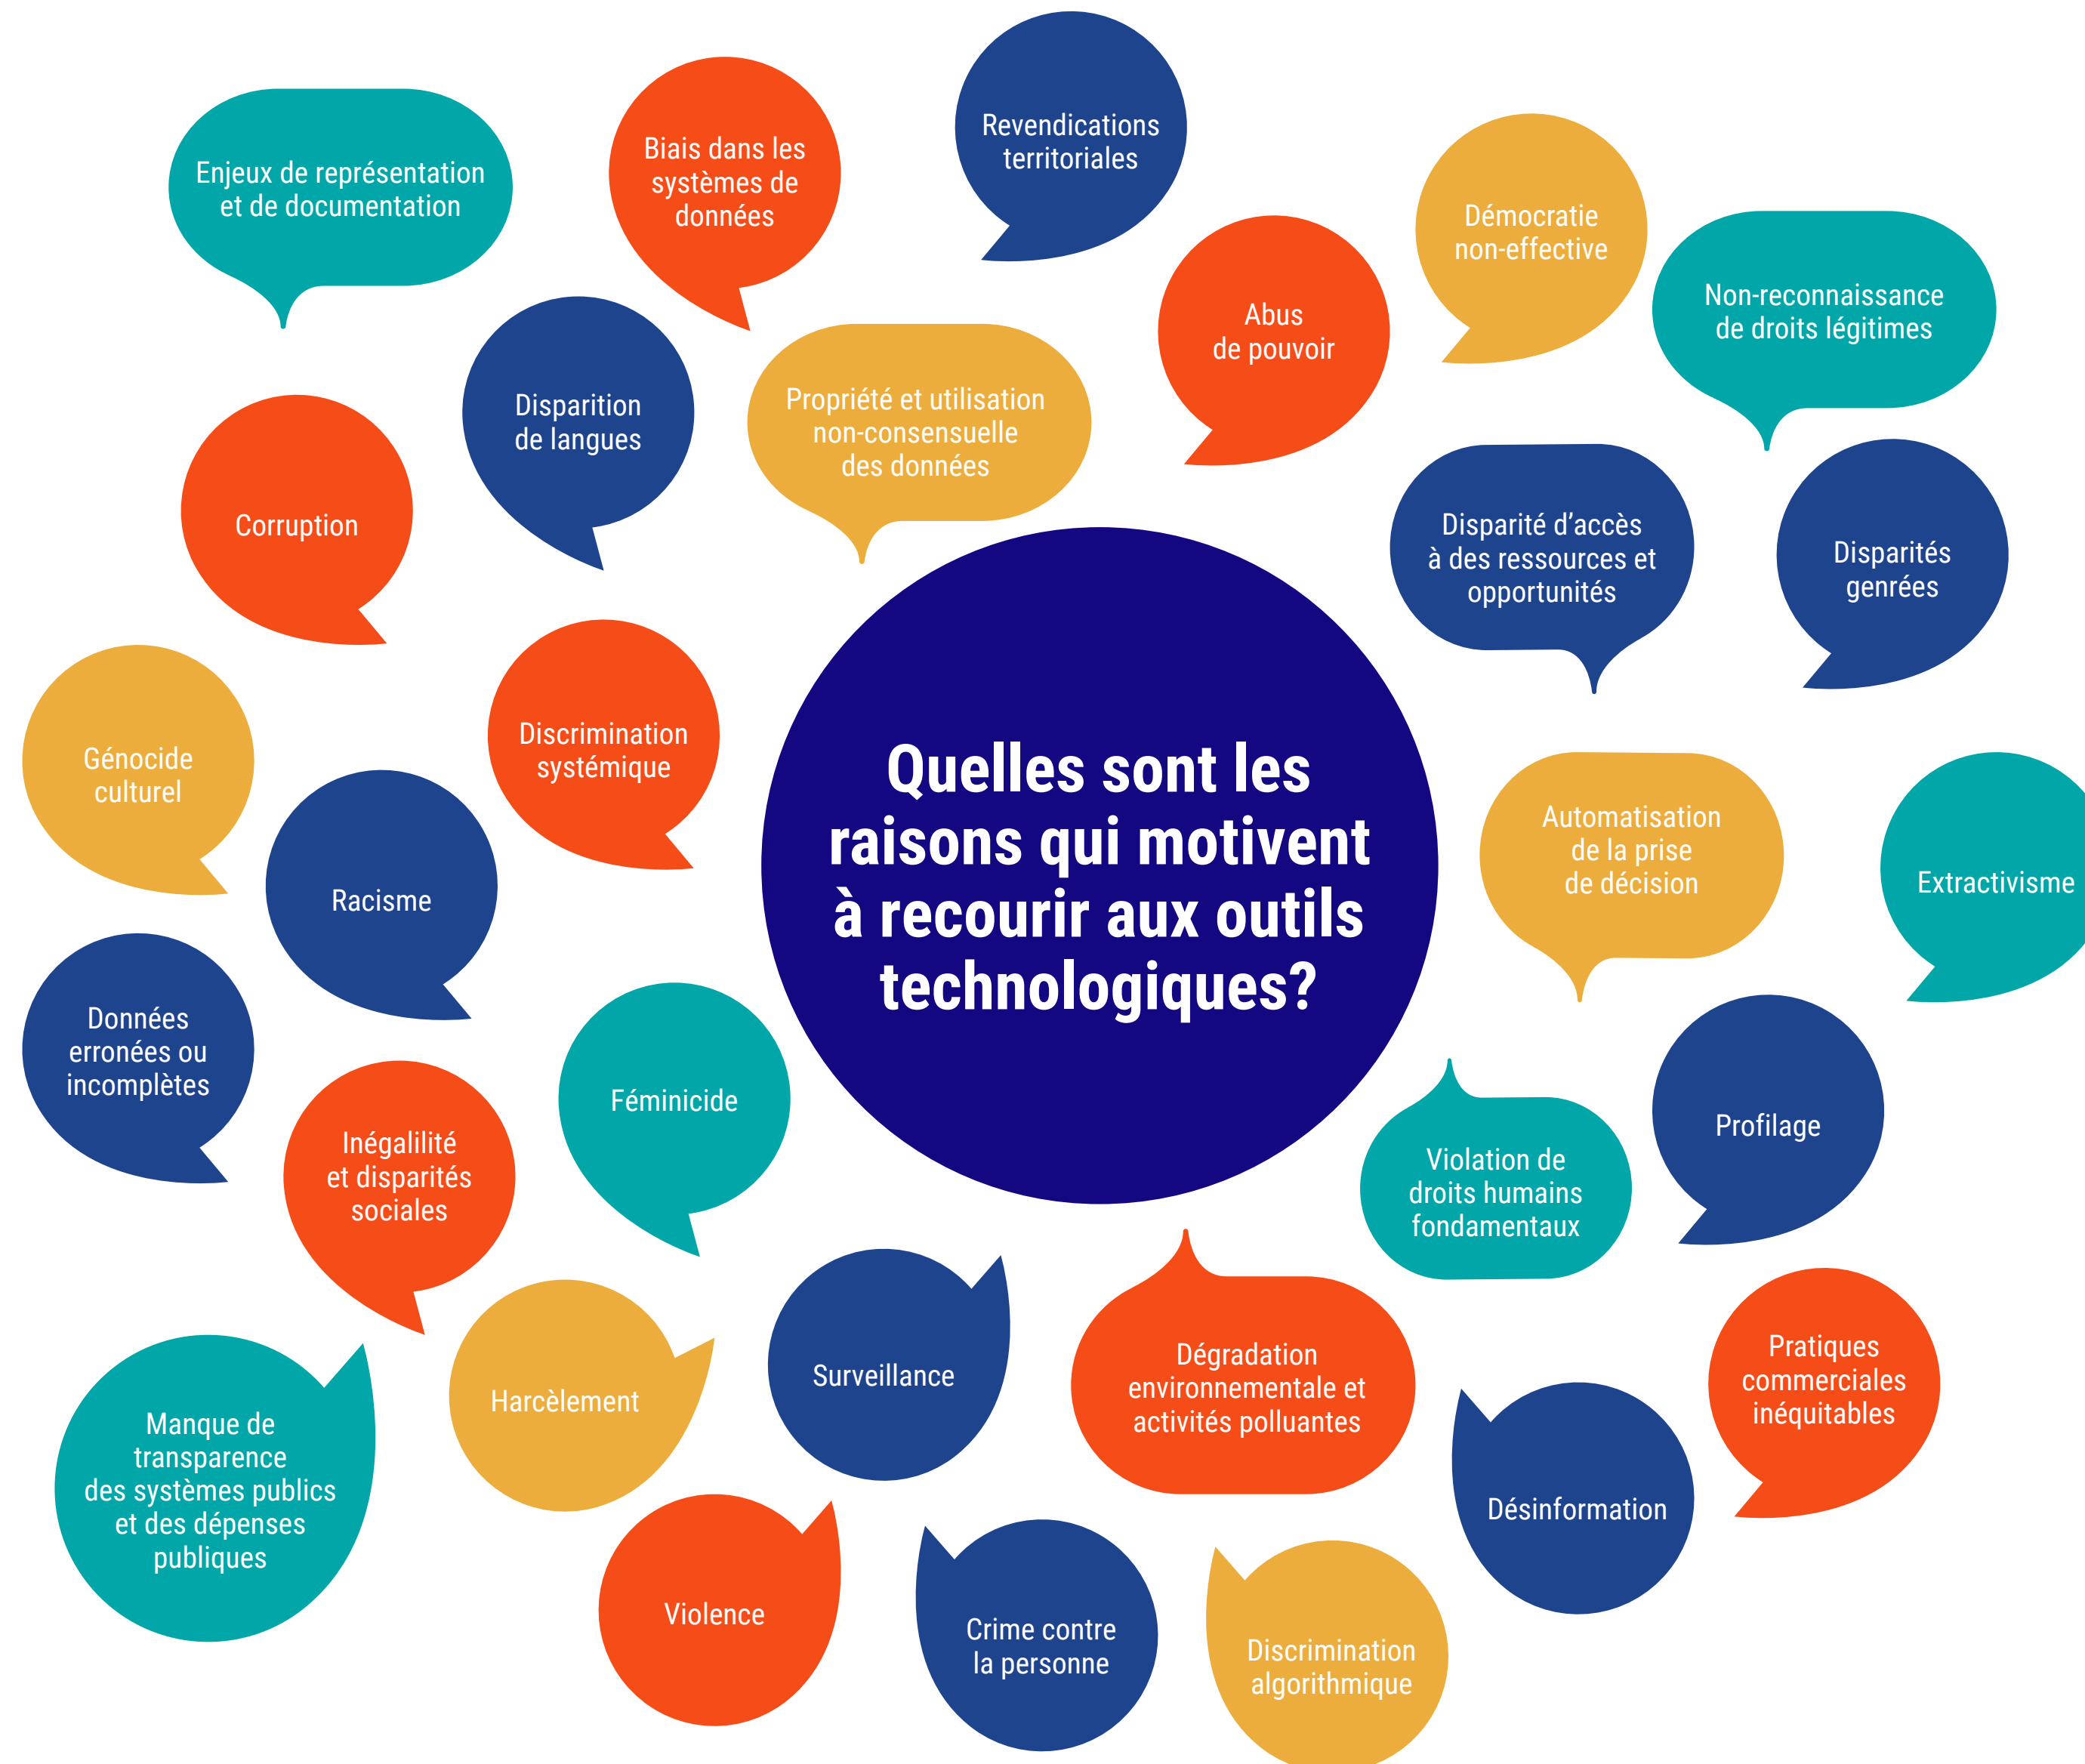 Revendications
territoriales
Biais dans les
systèmes de
données
Enjeux de représentation
et de documentation
Démocratie
non-effective
Non-reconnaissance
de droits légitimes
Abus
de pouvoir
Disparition
de langues
Propriété et utilisation
non-consensuelle
des données
Corruption
Disparité d’accès
à des ressources et
opportunités
Disparités
genrées
Discrimination
systémique
Génocide
culturel
Quelles sont les
raisons qui motivent
à recourir aux outils
technologiques?
Automatisation
de la prise
de décision
Extractivisme
Racisme
Données
erronées ou
incomplètes
Féminicide
Profilage
Inégalilité
et disparités
sociales
Violation de
droits humains
fondamentaux
Harcèlement
Surveillance
Dégradation
environnementale et
activités polluantes
Pratiques
commerciales
inéquitables
Manque de
transparence
des systèmes publics
et des dépenses
publiques
Désinformation
Violence
Crime contre
la personne
Discrimination
algorithmique